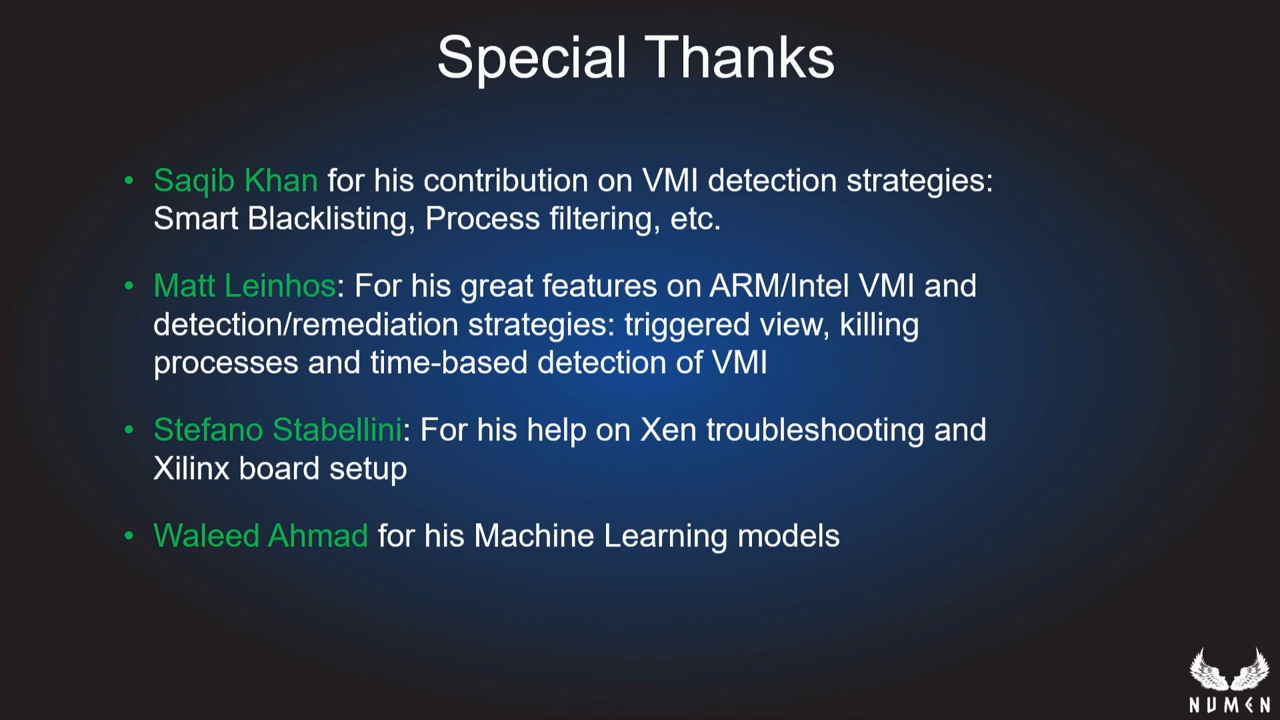 Special Thanks
• Saqib Khan for his contribution on VMI detection strategies:
Smart Blacklisting, Process filtering, etc.
• Matt Leinhos: For his great features on ARM/Intel VMI and
detection/remediation strategies: triggered view, killing
processes and time-based detection of VMI
• Stefano Stabellini: For his help on Xen troubleshooting and
Xilinx board setup
• Waleed Ahmad for his Machine Learning models
NUMEN